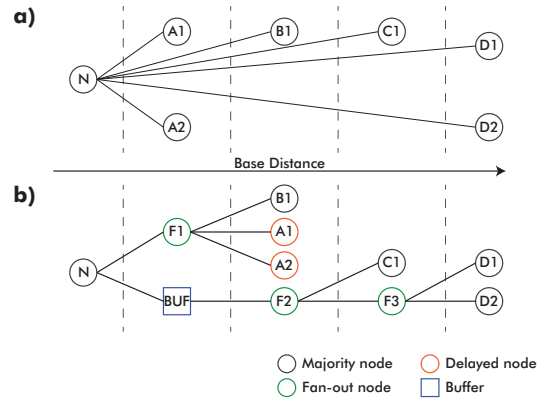 a)
A1 B1 C1
D1
N
A2 D2
Base Distance
b)
B1
F1 A1
A2 C1 D1
N
BUF F2 F3 D2
Majority node Delayed node
Fan-out node Buffer